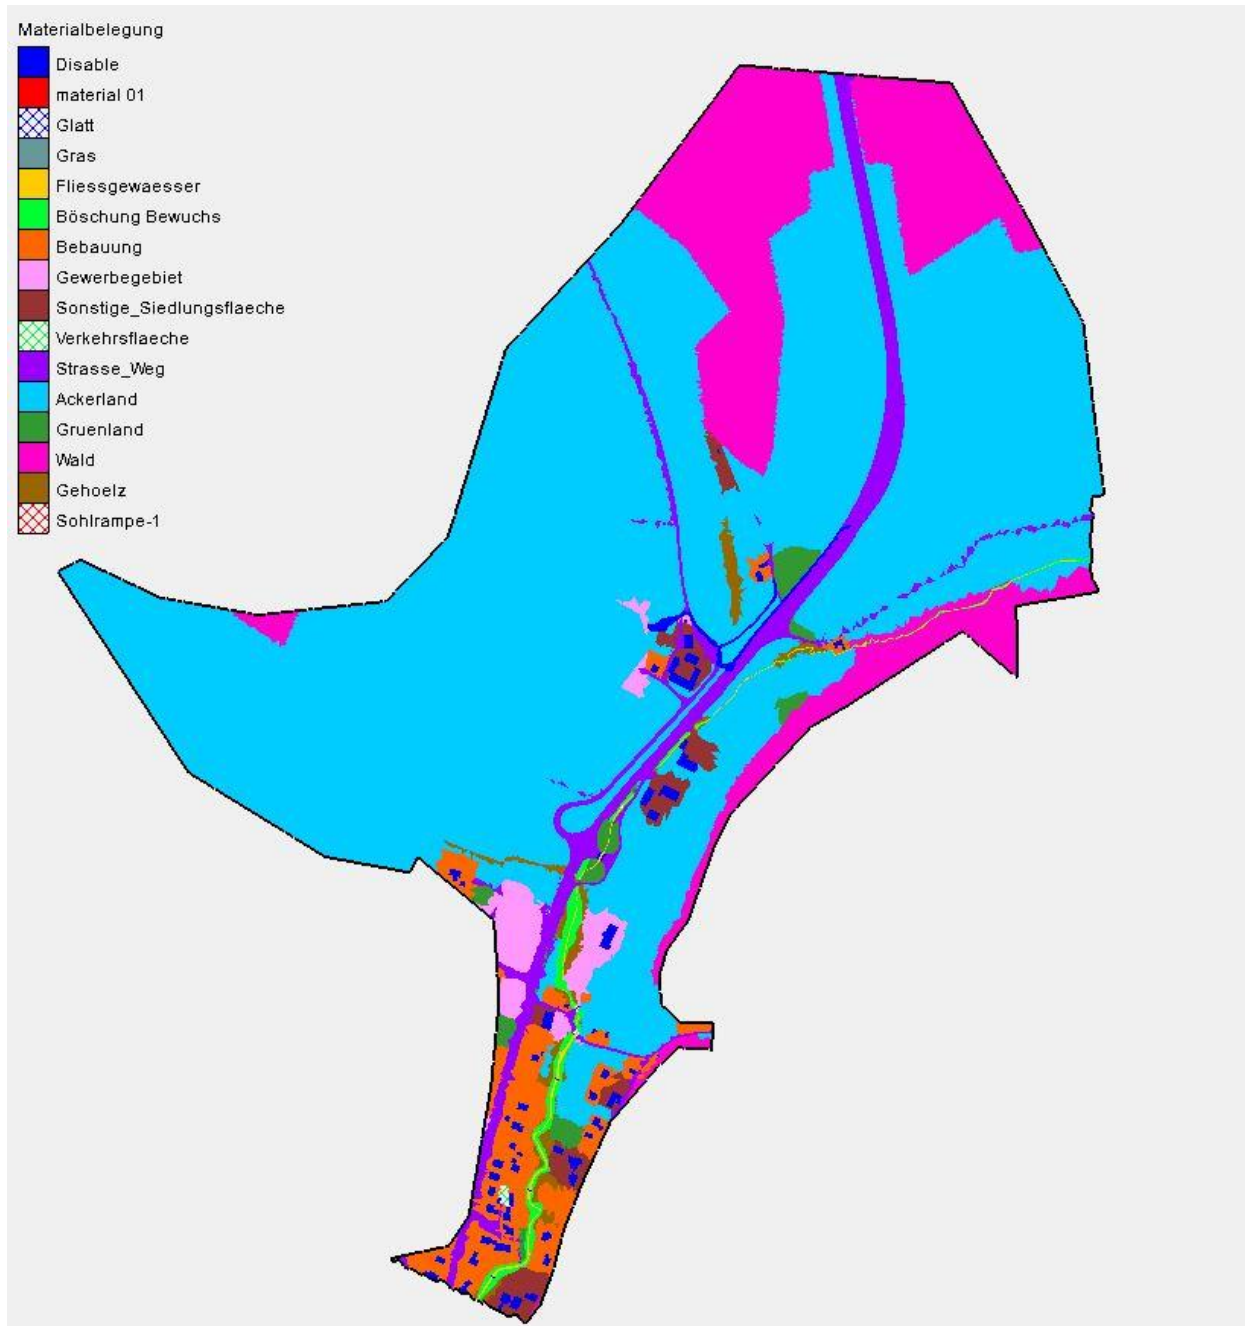 Materialbelegung
Disable
material 01
Glatt
Gras
Fliessgewaesser
Böschung Bewuchs
Bebauung
Gewerbegebiet
Sonstige_Siedlungsflaeche
Verkehrsflaeche
Strasse_Weg
Ackerland
Gruenland
Wald
Gehoelz
Sohlrampe-1